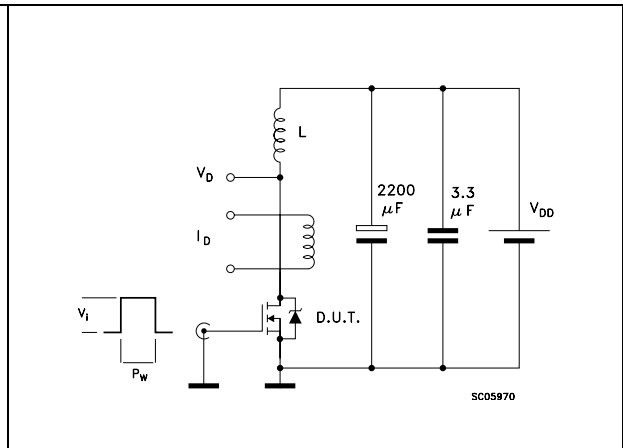 L
V_D
2200
μF
3.3
μF
V_DD
I_D
V_i
D.U.T.
P_W
SC05970